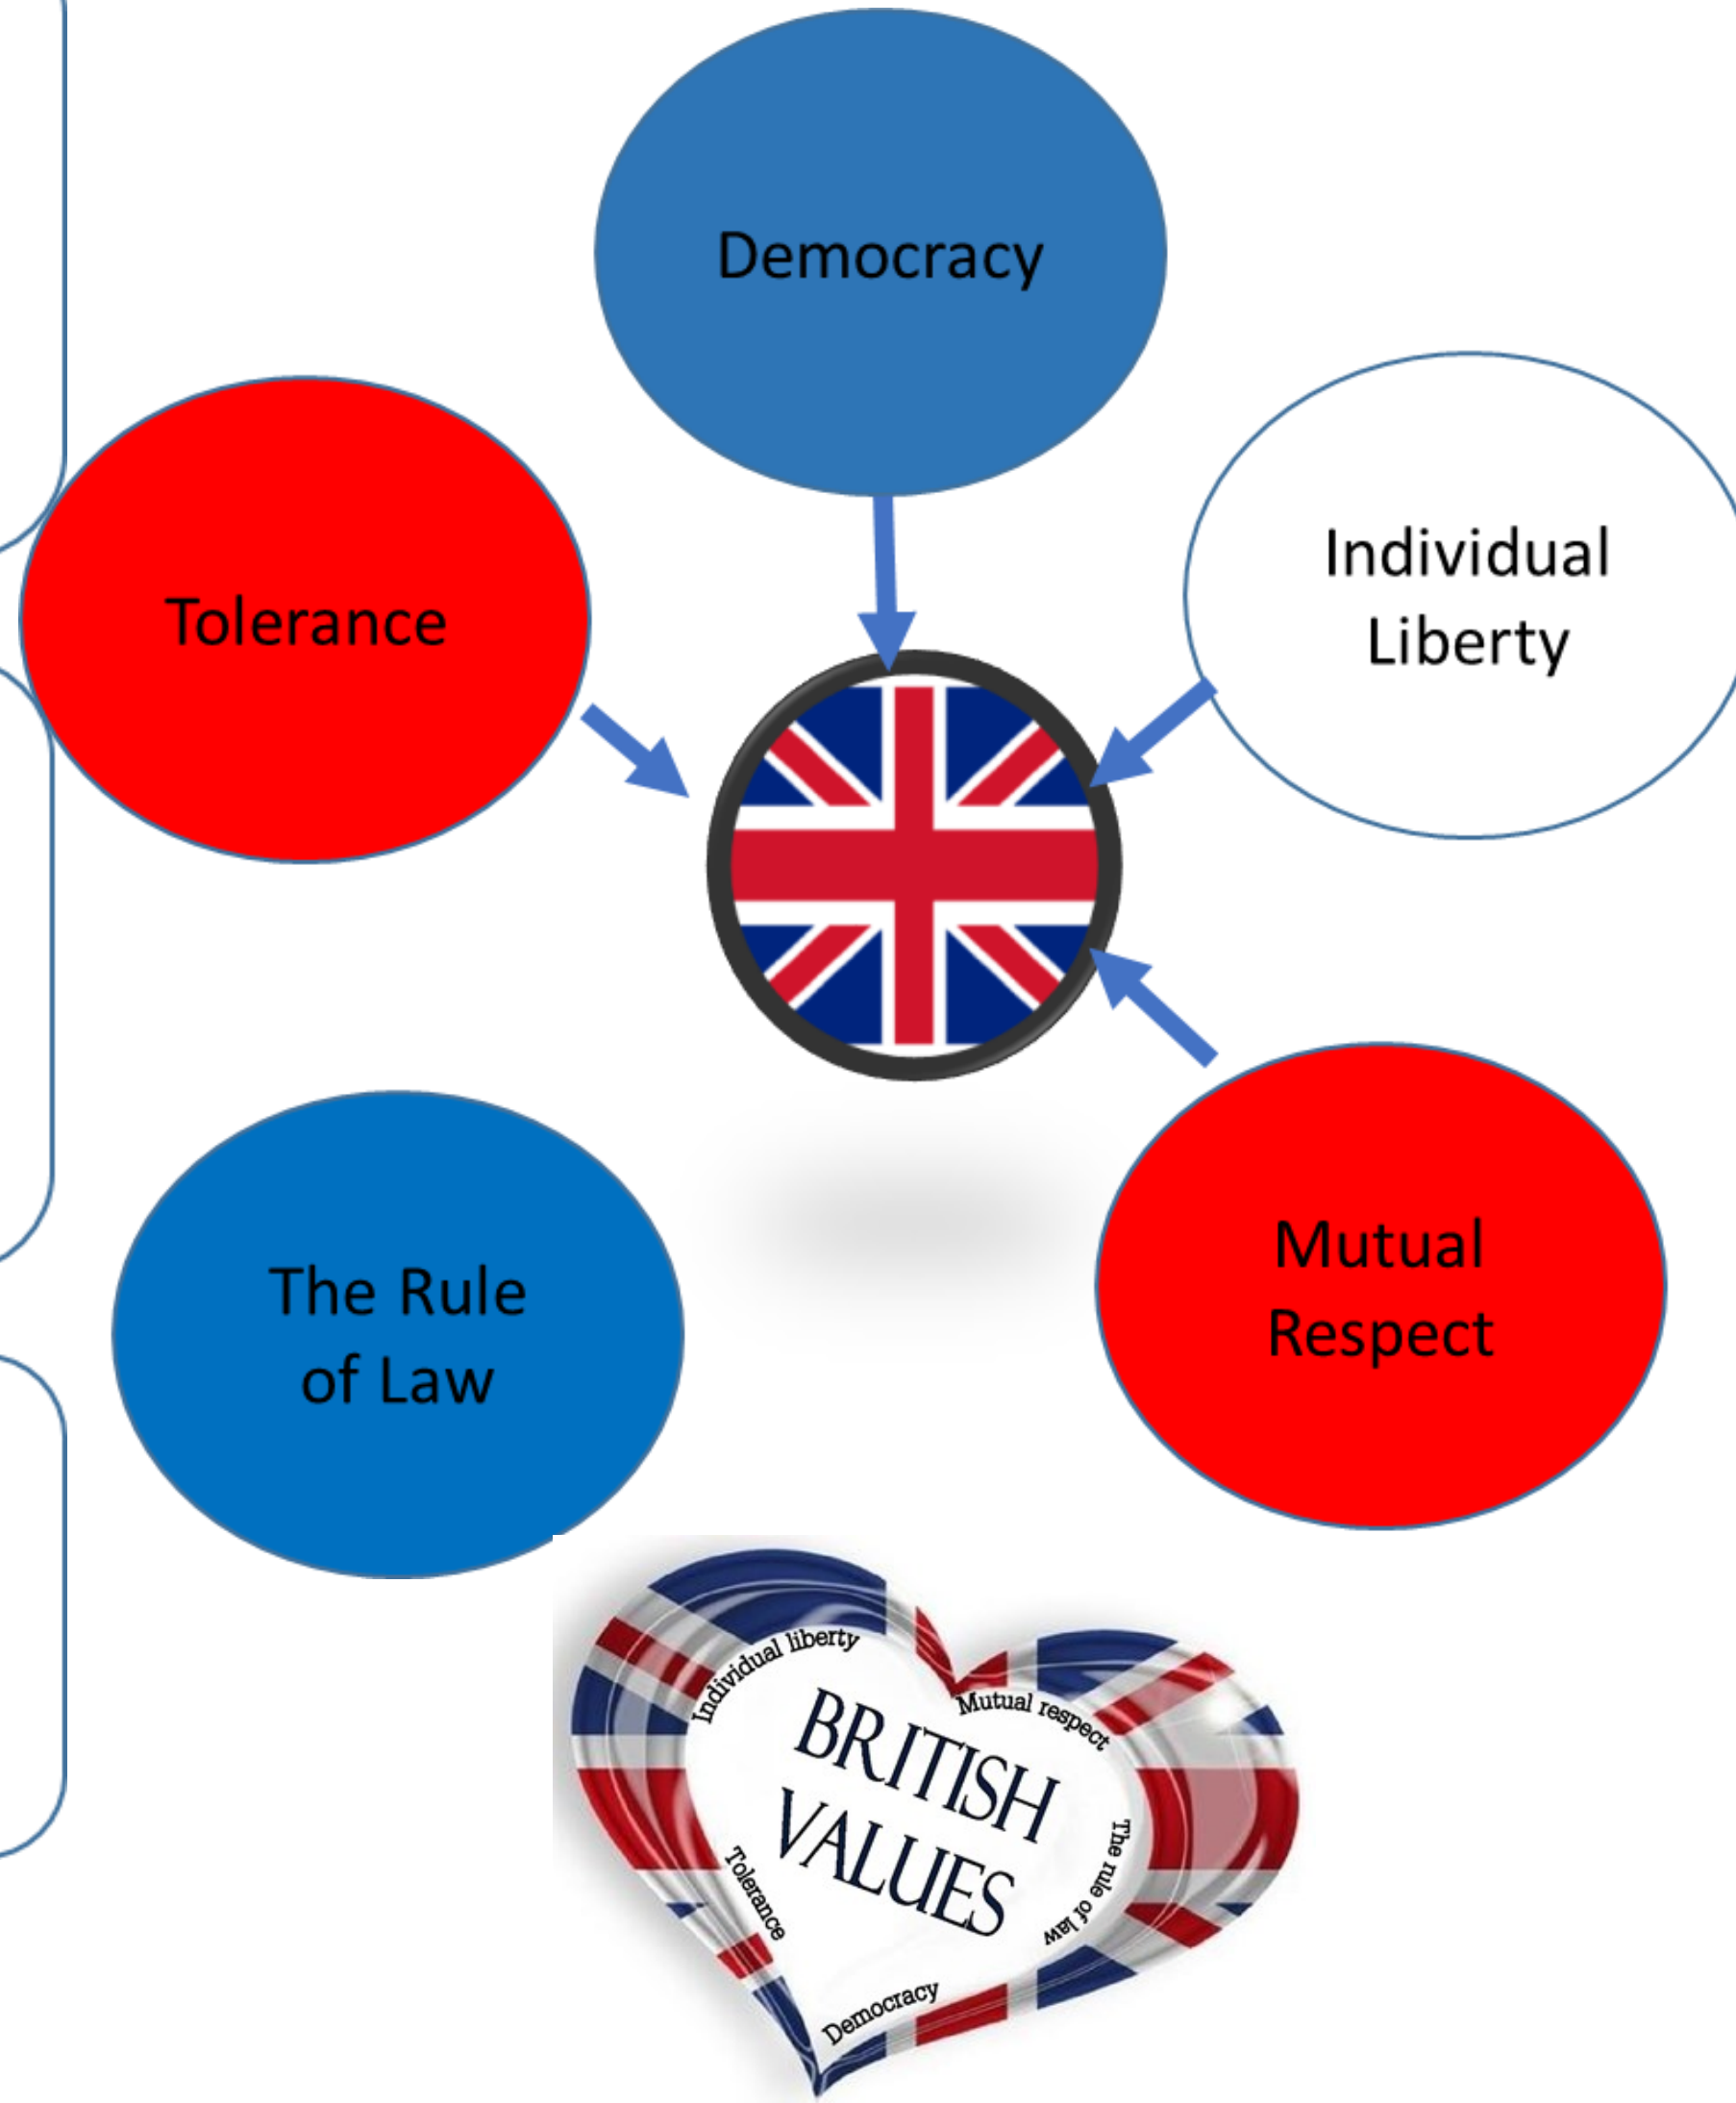 Democracy
Tolerance
Individual
Liberty
The Rule
of Law
Mutual
Respect
Individual liberty
Mutual respect
BRITISH
VALUES
The rule of law
Tolerance
Democracy